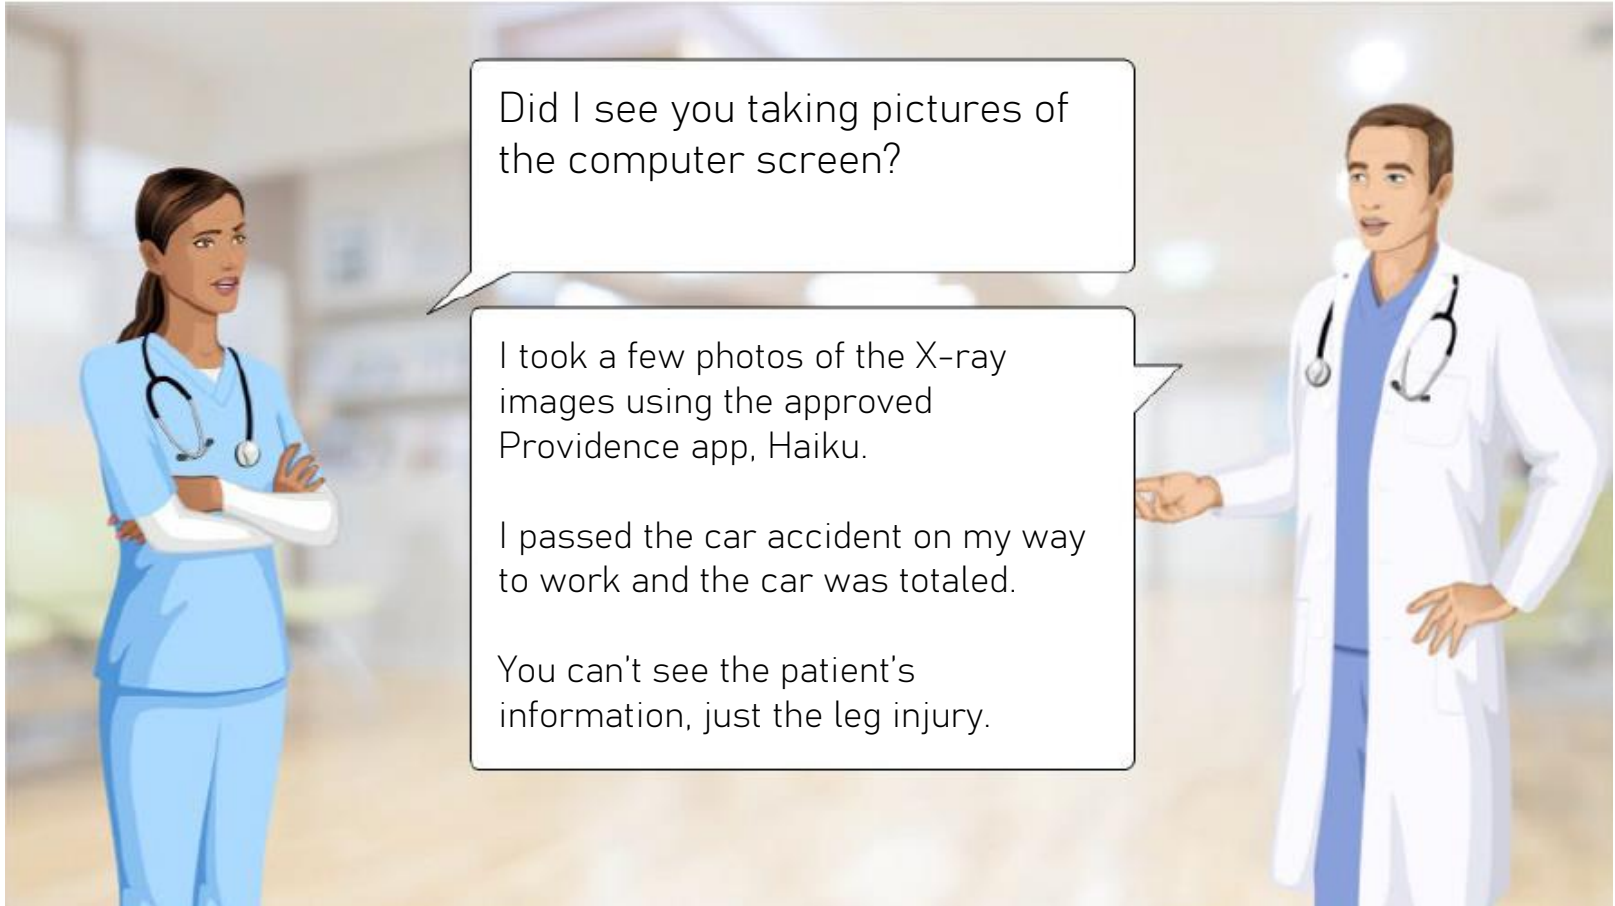 Did I see you taking pictures of
the computer screen?
I took a few photos of the X-ray
images using the approved
Providence app, Haiku.
I passed the car accident on my way
to work and the car was totaled.
You can't see the patient's
information, just the leg injury.